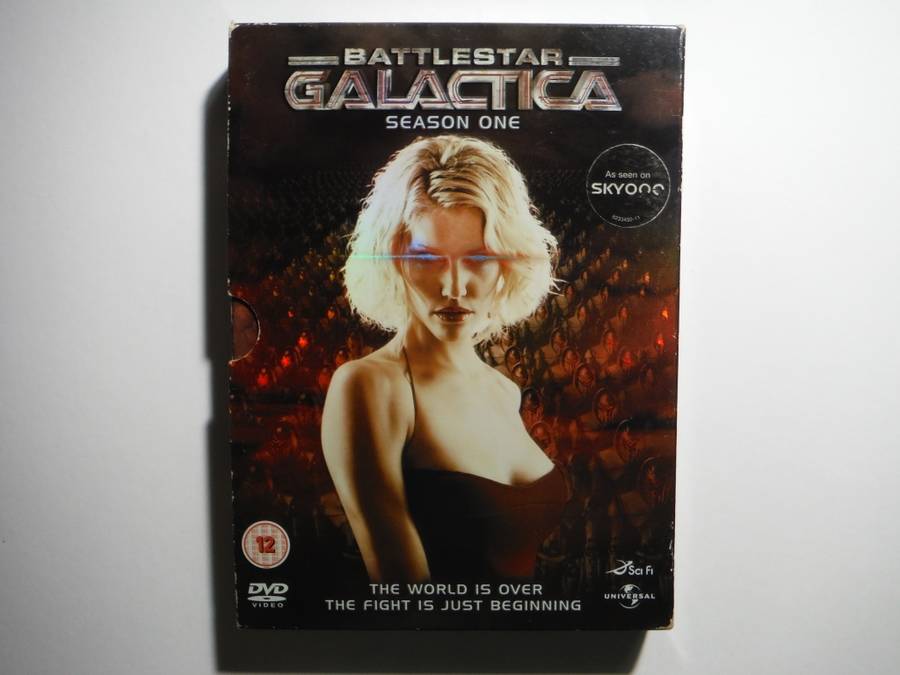 BATTLESTAR
GALACTICA
SEASON ONE
As seen on
SKYONE
12
DVD
VIDEO
THE WORLD IS OVER
THE FIGHT IS JUST BEGINNING
SCI FI
UNIVERSAL